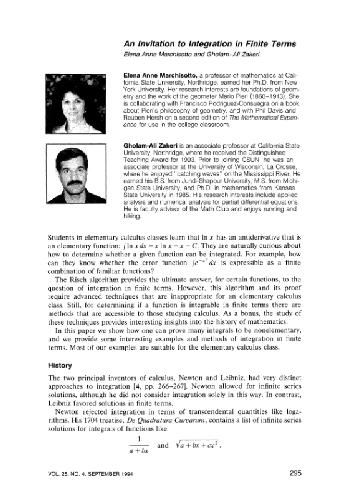 An Invitation to Integration in Finite Terms
Elena Anne Marchisotto and Gholam-Ali Zakeri
Elena Anne Marchisotto, a professor of mathematics at Cali-
fornia State University, Northridge, earned her Ph.D. from New
York University. Her research interests are foundations of geom-
etry and the work of the geometer Mario Pieri (1860–1913). She
is collaborating with Francisco Rodriguez-Consuegra on a book
about Pieri's philosophy of geometry, and with Phil Davis and
Reuben Hersh on a second edition of The Mathematical Experi-
ence for use in the college classroom.
Gholam-Ali Zakeri is an associate professor at California State
University, Northridge, where he received the Distinguished
Teaching Award for 1993. Prior to joining CSUN he was an
associate professor at the University of Wisconsin, La Crosse,
where he enjoyed "catching waves" on the Mississippi River. He
earned his B.S. from Jundi-Shapour University, M.S. from Michi-
gan State University, and Ph.D. in mathematics from Kansas
State University in 1985. His research interests include applied
analysis and numerical analysis for partial differential equations.
He is faculty advisor of the Math Club and enjoys running and
hiking.
Students in elementary calculus classes learn that ln x has an antiderivative that is
an elementary function: ∫ ln x dx = x ln x − x + C. They are naturally curious about
how to determine whether a given function can be integrated. For example, how
can they know whether the error function ∫e^{−x²} dx is expressible as a finite
combination of familiar functions?
The Risch algorithm provides the ultimate answer, for certain functions, to the
question of integration in finite terms. However, this algorithm and its proof
require advanced techniques that are inappropriate for an elementary calculus
class. Still, for determining if a function is integrable in finite terms there are
methods that are accessible to those studying calculus. As a bonus, the study of
these techniques provides interesting insights into the history of mathematics.
In this paper we show how one can prove many integrals to be nonelementary,
and we provide some interesting examples and methods of integration in finite
terms. Most of our examples are suitable for the elementary calculus class.
History
The two principal inventors of calculus, Newton and Leibniz, had very distinct
approaches to integration [4, pp. 266–267]. Newton allowed for infinite series
solutions, although he did not consider integration solely in this way. In contrast,
Leibniz favored solutions in finite terms.
Newton rejected integration in terms of transcendental quantities like loga-
rithms. His 1704 treatise, De Quadratura Curvarum, contains a list of infinite series
solutions for integrals of functions like
1/(a + bx) and √(a + bx + cx²).
VOL. 25, NO. 4, SEPTEMBER 1994 295